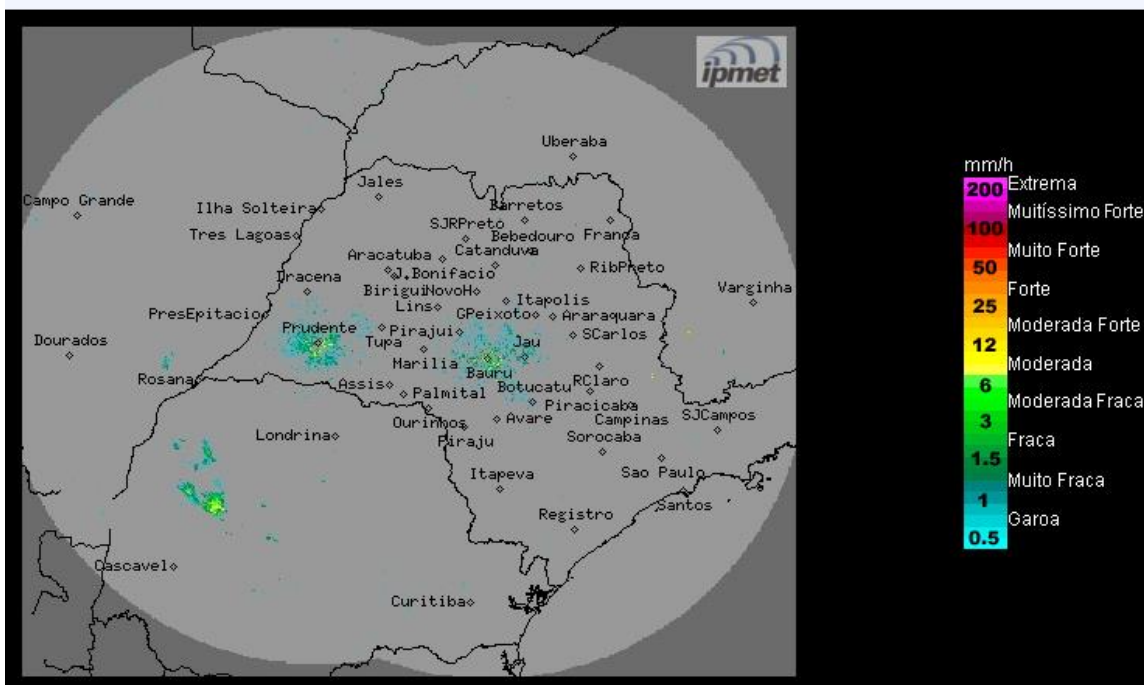 ipmet
Uberaba
Jales
Campo Grande
Ilha Solteira
Barretos
SJRPreto
Tres Lagoas
Bebedouro
Franca
Aracatuba
Catanduva
J.Bonifacio
RibPreto
Dracena
Birigui
NovoH
Varginha
Lins
Itapolis
PresEpitacio
GPeixoto
Araraquara
Prudente
Pirajui
SCarlos
Dourados
Tupa
Jau
Marilia
Bauru
Rosana
Assis
Botucatu
RClaro
Palmital
Piracicaba
Ourinhos
Avare
Campinas
SJCampos
Londrina
Piraju
Sorocaba
Itapeva
Sao Paulo
Santos
Registro
Cascavel
Curitiba
mm/h
200 Extrema
Muitíssimo Forte
100
Muito Forte
50
Forte
25
Moderada Forte
12
Moderada
6
Moderada Fraca
3
Fraca
1.5
Muito Fraca
1
Garoa
0.5